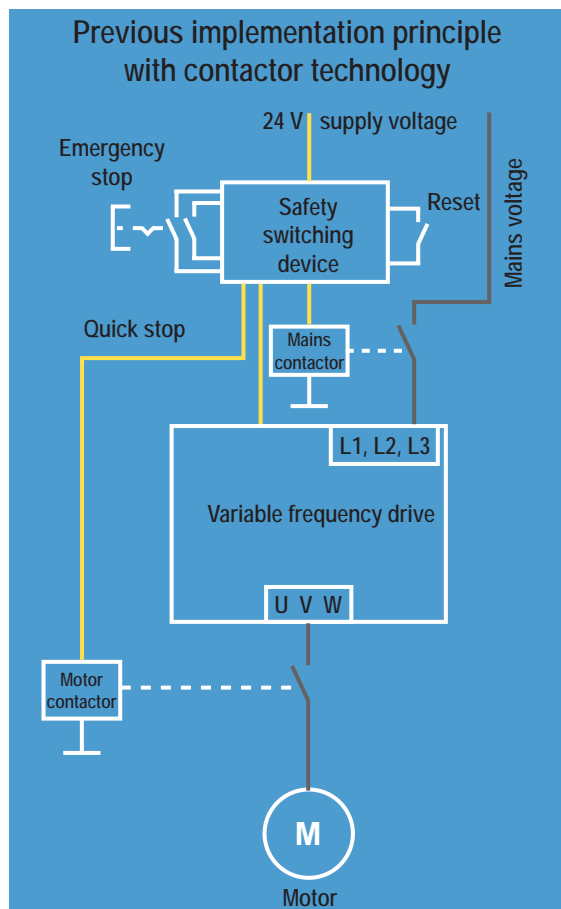 Previous implementation principle
with contactor technology
24 V supply voltage
Emergency
stop
Safety
switching
device
Reset
Mains voltage
Quick stop
Mains
contactor
L1, L2, L3
Variable frequency drive
U V W
Motor
contactor
M
Motor